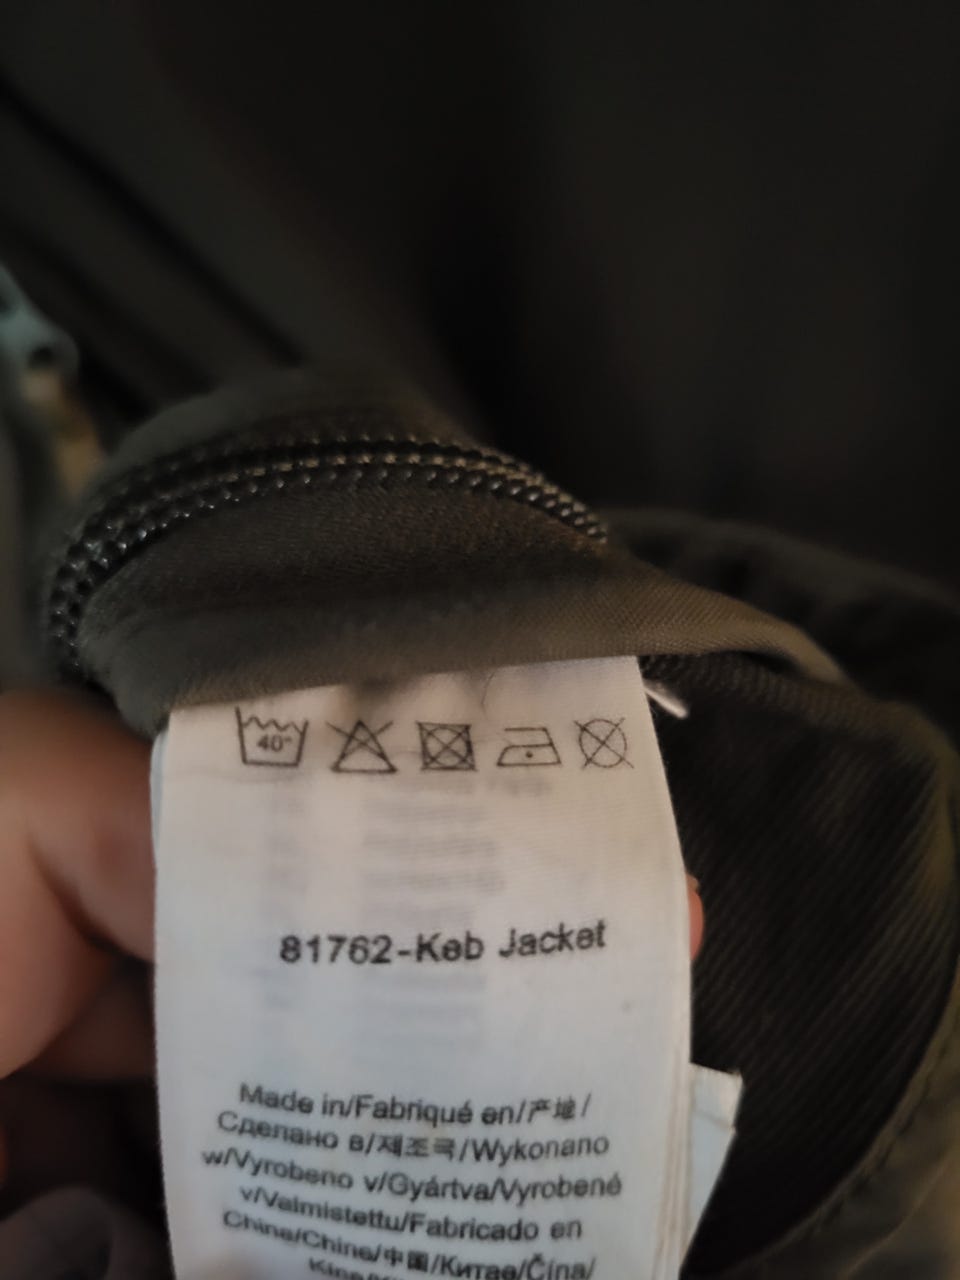 40°
81762-Keb Jacket
Made in/Fabriqué en/产地/
Сделано в/제조국/Wykonano
w/Vyrobeno v/Gyártva/Vyrobené
v/Valmistettu/Fabricado en
China/Chine/中国/Китае/Čína/